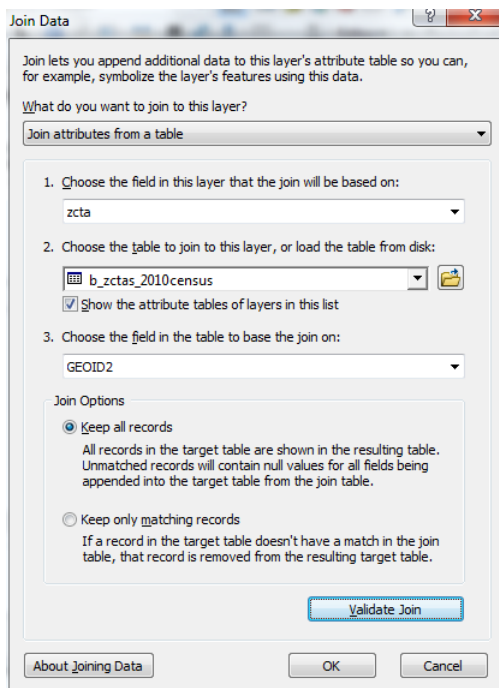 Join Data
Join lets you append additional data to this layer's attribute table so you can,
for example, symbolize the layer's features using this data.
What do you want to join to this layer?
Join attributes from a table
1. Choose the field in this layer that the join will be based on:
zcta
2. Choose the table to join to this layer, or load the table from disk:
b_zctas_2010census
Show the attribute tables of layers in this list
3. Choose the field in the table to base the join on:
GEOID2
Join Options
Keep all records
All records in the target table are shown in the resulting table.
Unmatched records will contain null values for all fields being
appended into the target table from the join table.
Keep only matching records
If a record in the target table doesn't have a match in the join
table, that record is removed from the resulting target table.
Validate Join
About Joining Data
OK
Cancel